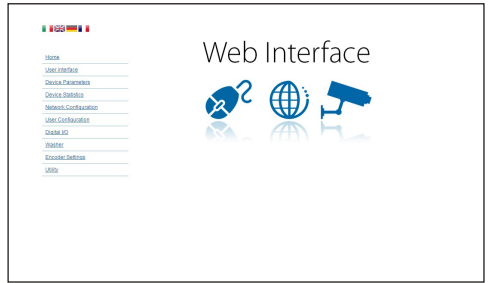 Web Interface
Home
User Interface
Device Parameters
Device Statistics
Network Configuration
User Configuration
Digital I/O
Washer
Encoder Settings
Utility